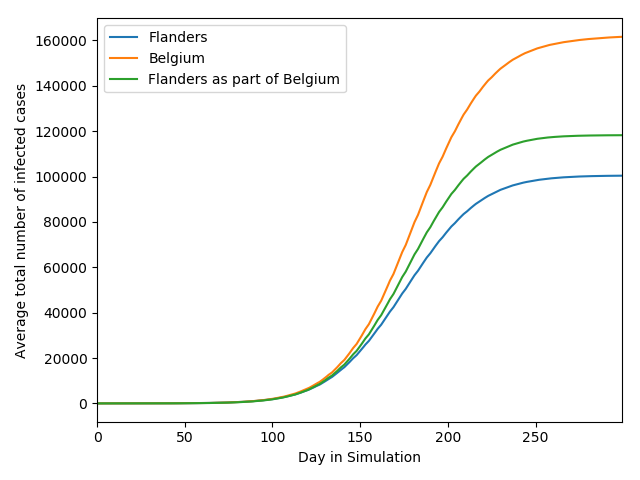 Flanders
Belgium
Flanders as part of Belgium
Average total number of infected cases
160000
140000
120000
100000
80000
60000
40000
20000
0
0 50 100 150 200 250
Day in Simulation